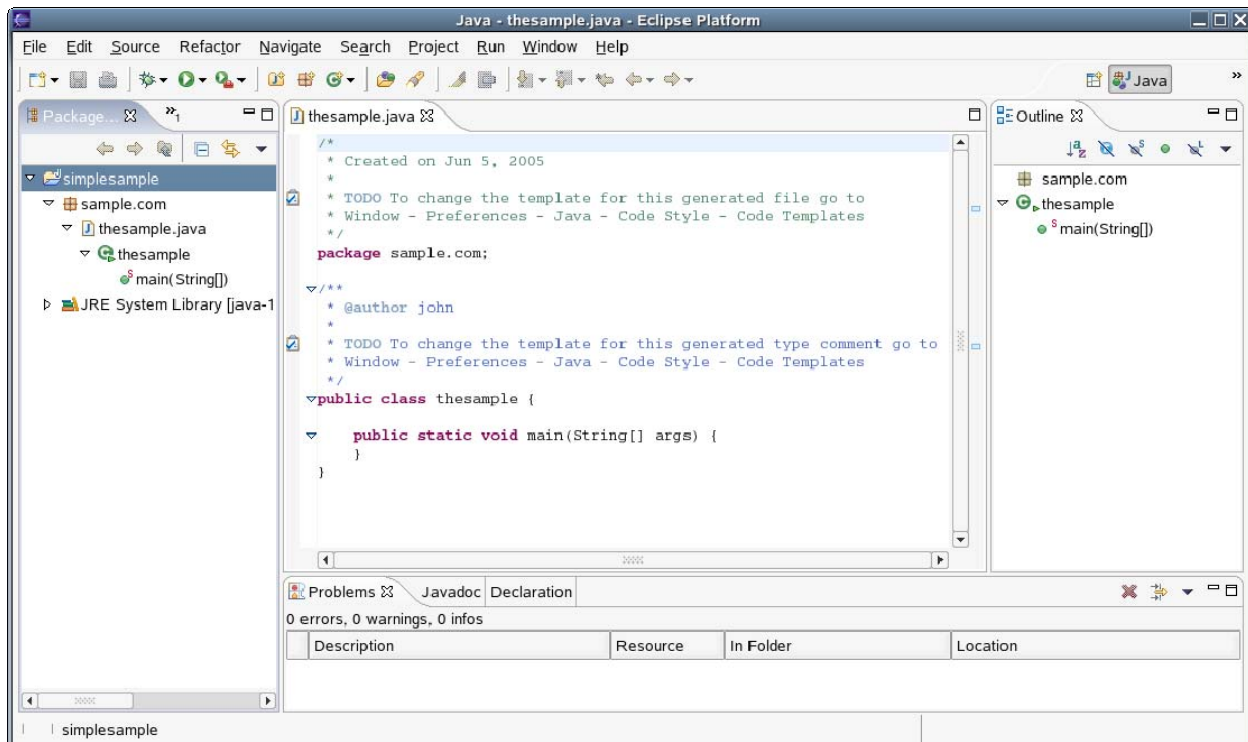 Java - thesample.java - Eclipse Platform
File Edit Source Refactor Navigate Search Project Run Window Help
Java
»
Package...
»1
simplesample
sample.com
thesample.java
thesample
main(String[])
JRE System Library [java-1
thesample.java
/*
* Created on Jun 5, 2005
*
* TODO To change the template for this generated file go to
* Window - Preferences - Java - Code Style - Code Templates
*/
package sample.com;
/**
* @author john
*
* TODO To change the template for this generated type comment go to
* Window - Preferences - Java - Code Style - Code Templates
*/
public class thesample {
public static void main(String[] args) {
}
}
Outline
sample.com
thesample
main(String[])
Problems Javadoc Declaration
0 errors, 0 warnings, 0 infos
Description Resource In Folder Location
simplesample